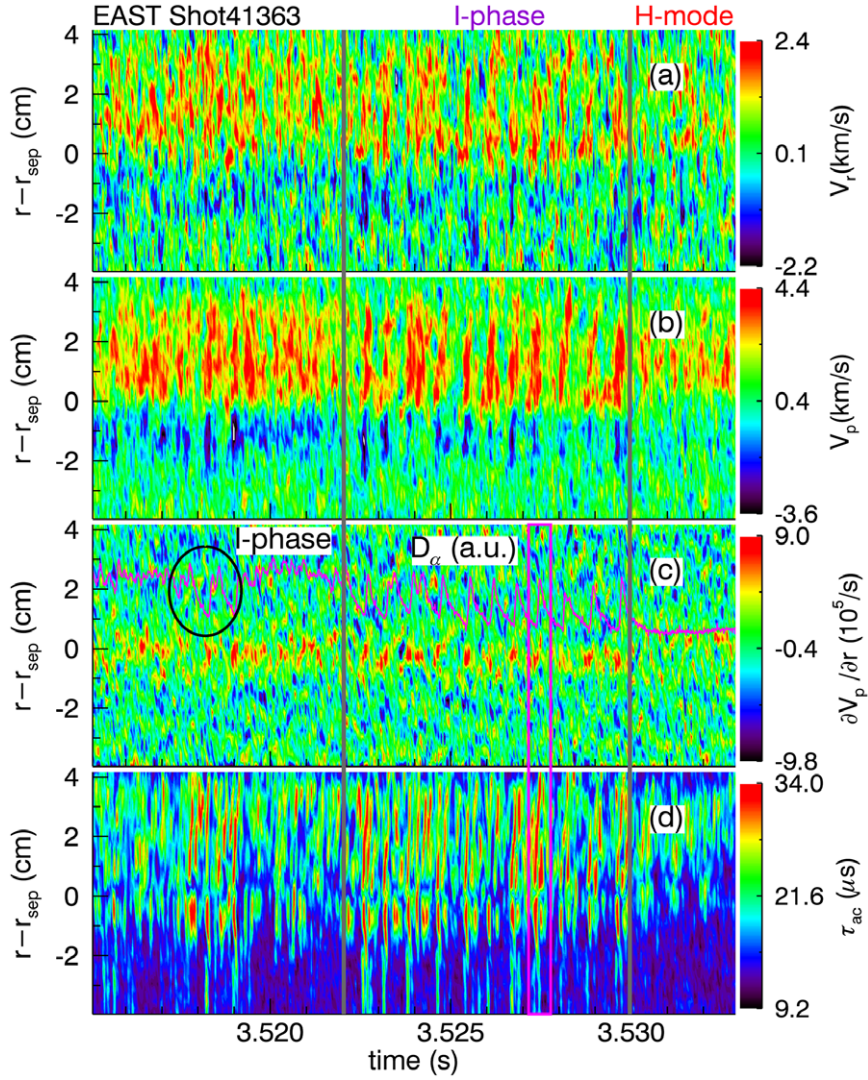 EAST Shot41363 I-phase H-mode
4
2
0
-2
r−r_sep (cm)
(a)
2.4
0.1
-2.2
V_r(km/s)
4
2
0
-2
r−r_sep (cm)
(b)
4.4
0.4
-3.6
V_p(km/s)
4
2
0
-2
r−r_sep (cm)
I-phase
D_α (a.u.)
(c)
9.0
-0.4
-9.8
∂V_p/∂r (10^5/s)
4
2
0
-2
r−r_sep (cm)
(d)
34.0
21.6
9.2
τ_ac (μs)
3.520 3.525 3.530
time (s)